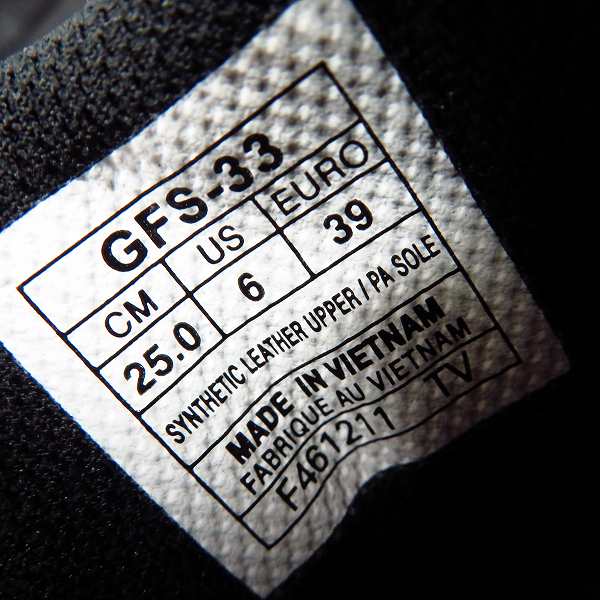 GFS-33
CM US EURO
25.0 6 39
SYNTHETIC LEATHER UPPER / PA SOLE
MADE IN VIETNAM
FABRIQUE AU VIETNAM
F461211 TV